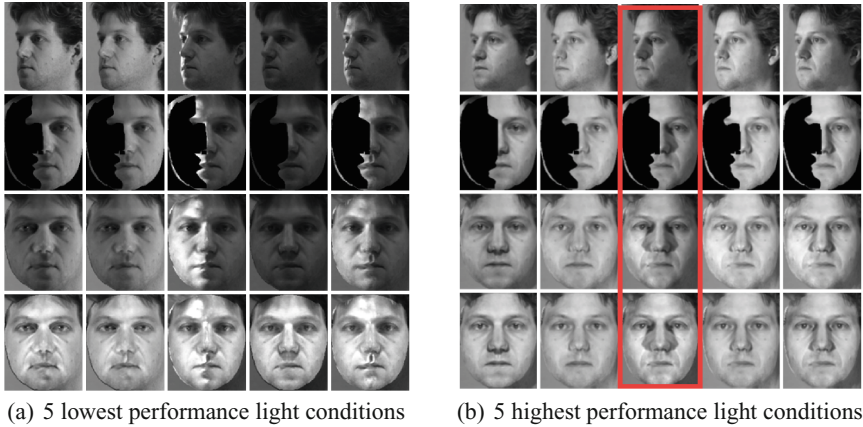 (a) 5 lowest performance light conditions
(b) 5 highest performance light conditions